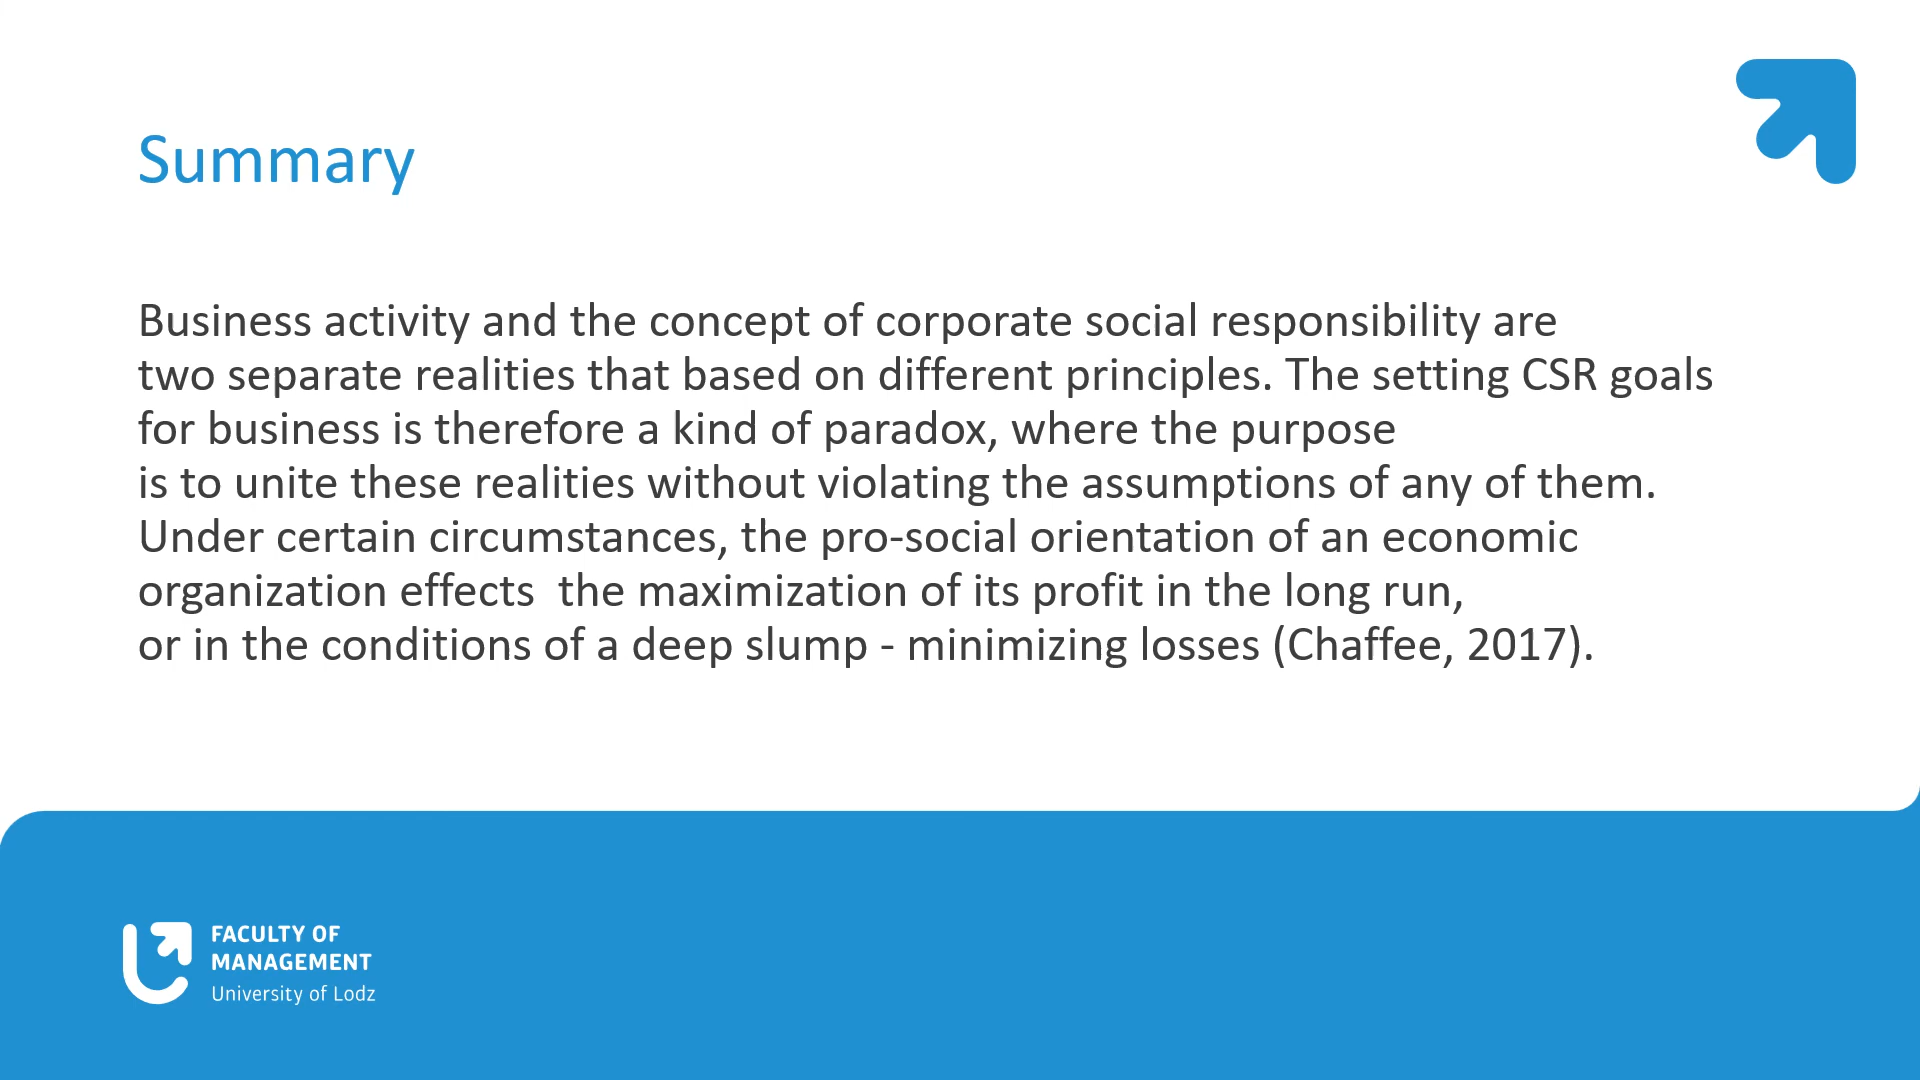 Summary
Business activity and the concept of corporate social responsibility are
two separate realities that based on different principles. The setting CSR goals
for business is therefore a kind of paradox, where the purpose
is to unite these realities without violating the assumptions of any of them.
Under certain circumstances, the pro-social orientation of an economic
organization effects  the maximization of its profit in the long run,
or in the conditions of a deep slump - minimizing losses (Chaffee, 2017).
FACULTY OF
MANAGEMENT
University of Lodz